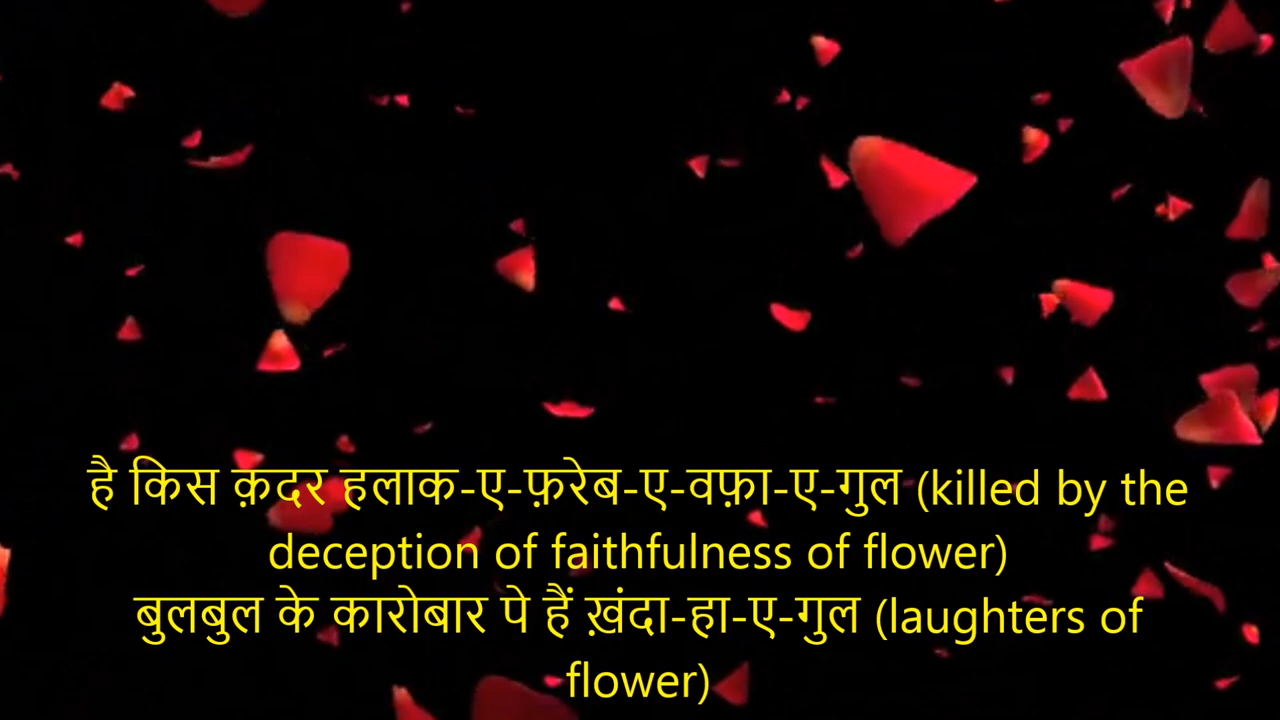 है किस क़दर हलाक-ए-फ़रेब-ए-वफ़ा-ए-गुल (killed by the
deception of faithfulness of flower)
बुलबुल के कारोबार पे हैं ख़ंदा-हा-ए-गुल (laughters of
flower)